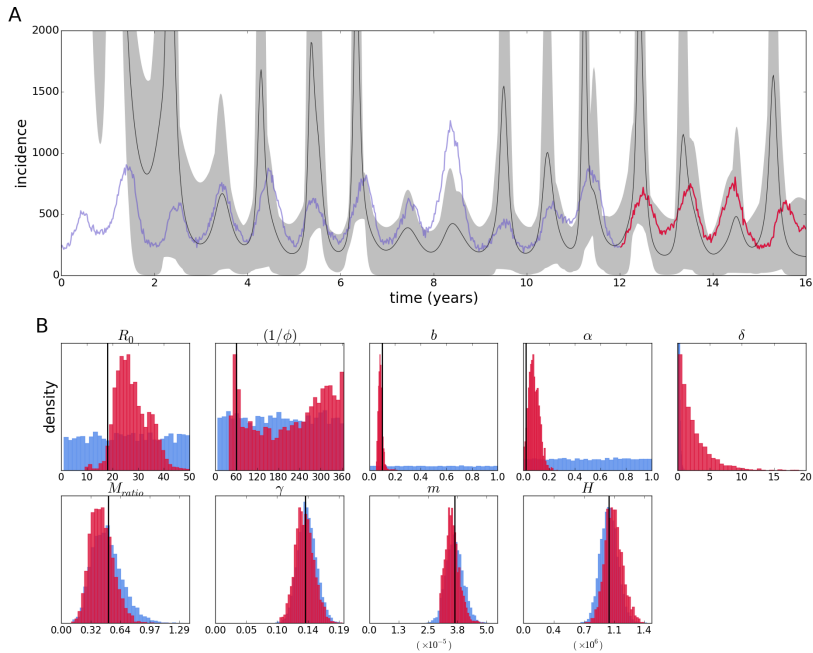 A
incidence
2000
1500
1000
500
0
0 2 4 6 8 10 12 14 16
time (years)
B
density
R₀ (1/ϕ) b α δ
0 10 20 30 40 50 0 60 120 180 240 300 360 0.0 0.2 0.4 0.6 0.8 1.0 0.0 0.2 0.4 0.6 0.8 1.0 0 5 10 15 20
M_ratio γ m H
0.00 0.32 0.64 0.97 1.29 0.00 0.05 0.10 0.14 0.19 0.0 1.3 2.5 3.8 5.0 0.0 0.4 0.7 1.1 1.4
(×10⁻⁵) (×10⁶)